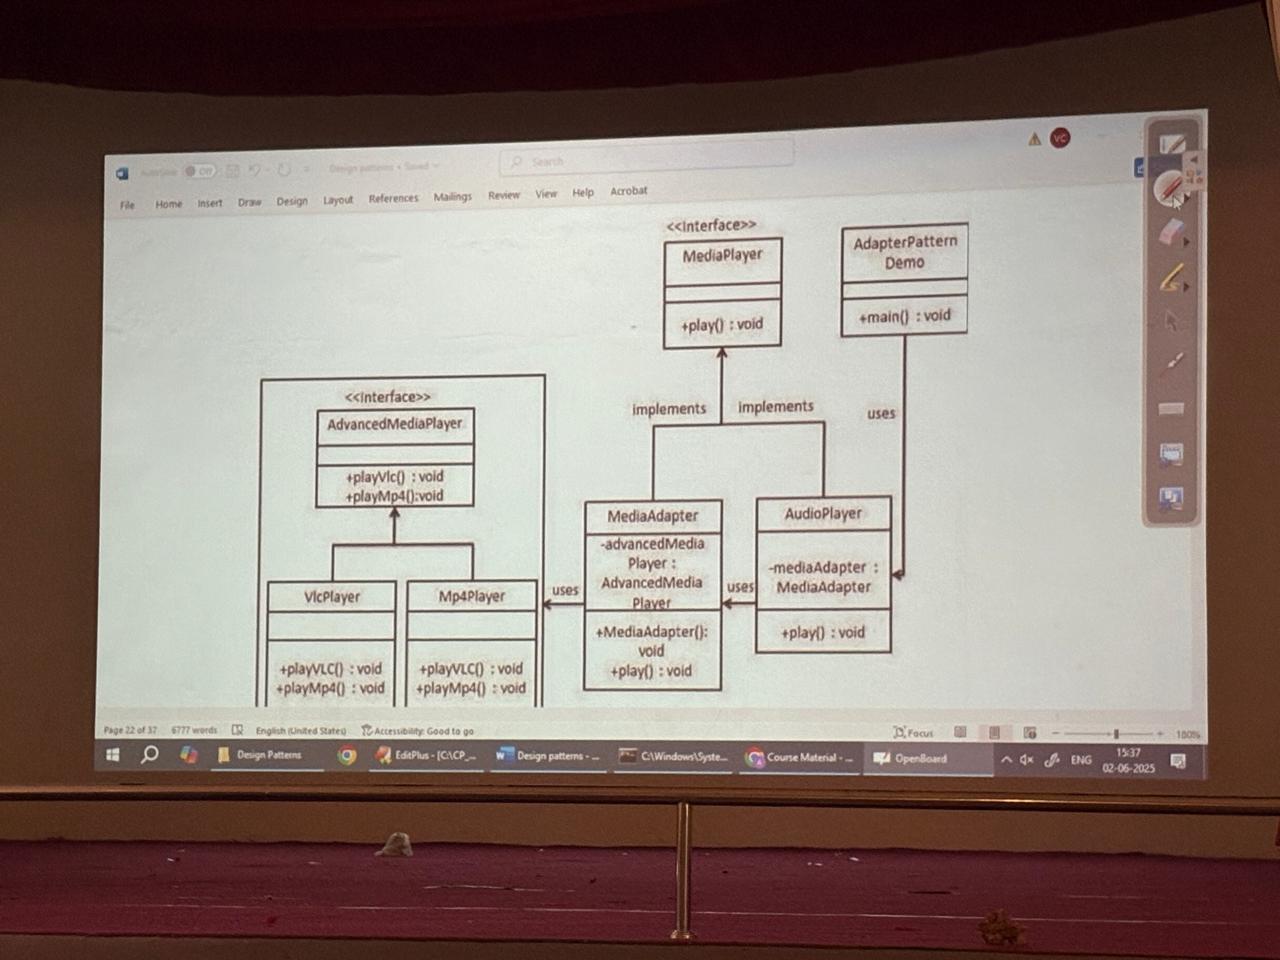 AutoSave Off Design patterns • Saved
Search
VC
File Home Insert Draw Design Layout References Mailings Review View Help Acrobat
<<Interface>>
MediaPlayer
+play() : void
AdapterPattern
Demo
+main() : void
implements
implements
uses
<<Interface>>
AdvancedMediaPlayer
+playVlc() : void
+playMp4():void
VlcPlayer
+playVLC() : void
+playMp4() : void
Mp4Player
+playVLC() : void
+playMp4() : void
uses
MediaAdapter
-advancedMedia
Player :
AdvancedMedia
Player
+MediaAdapter():
void
+play() : void
uses
AudioPlayer
-mediaAdapter :
MediaAdapter
+play() : void
Page 22 of 37 6777 words English (United States) Accessibility: Good to go Focus 180%
Design Patterns EditPlus - [C:\CP_... Design patterns - ... C:\Windows\Syste... Course Material - ... OpenBoard ENG
15:37
02-06-2025